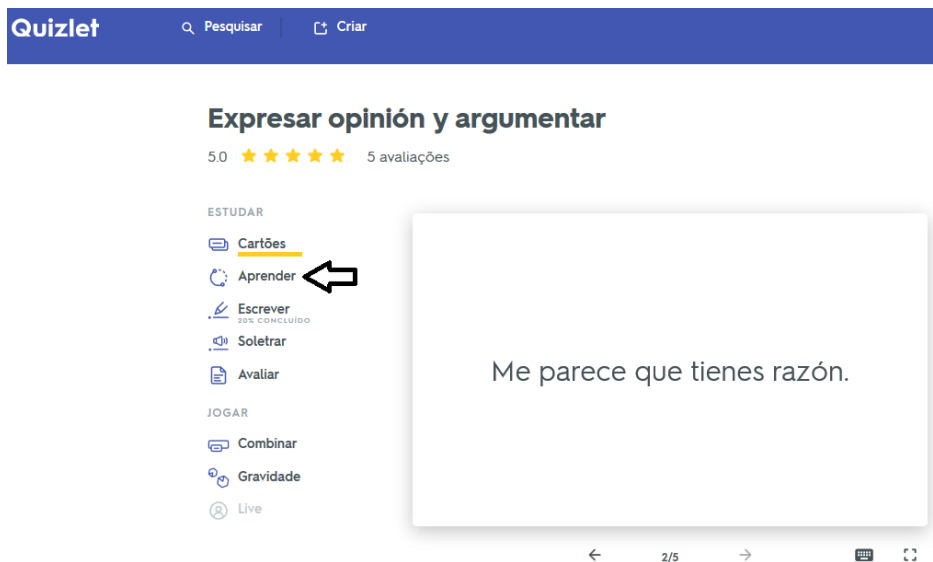 Quizlet
Pesquisar
Criar
Expresar opinión y argumentar
5.0
5 avaliações
ESTUDAR
Cartões
Aprender
Escrever
20% CONCLUÍDO
Soletrar
Avaliar
JOGAR
Combinar
Gravidade
Live
Me parece que tienes razón.
2/5